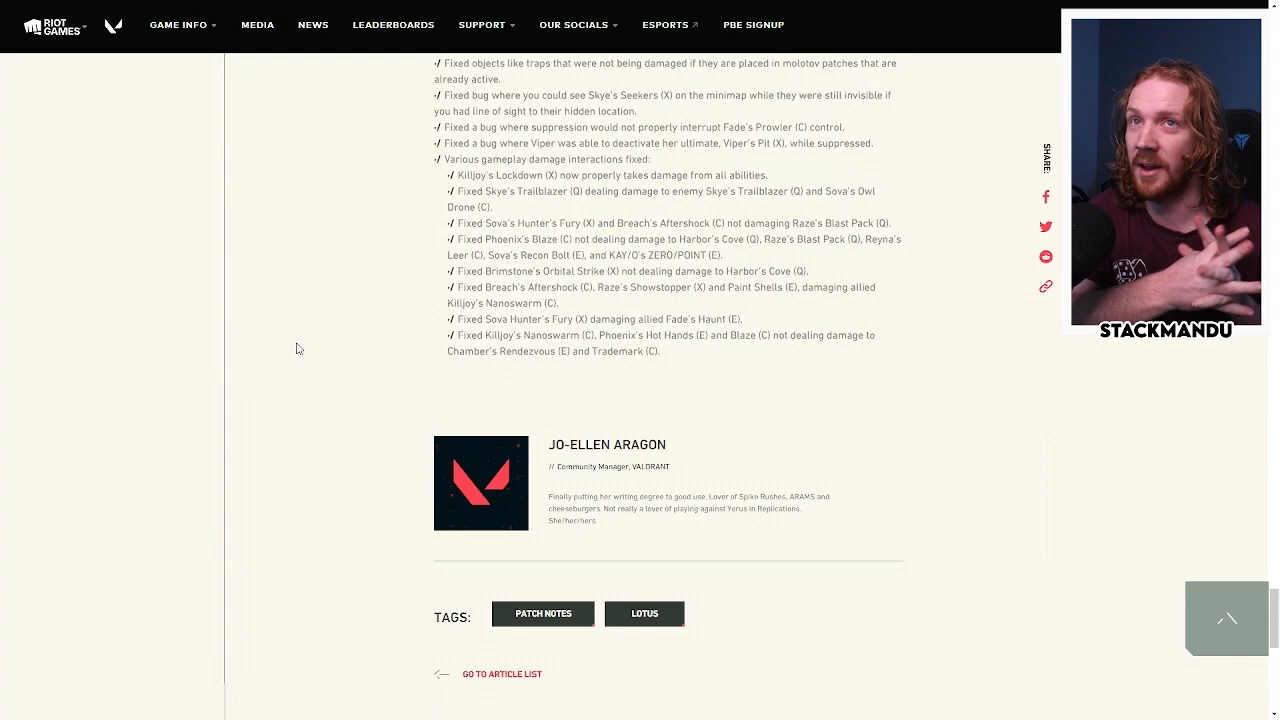 RIOT GAMES
GAME INFO
MEDIA
NEWS
LEADERBOARDS
SUPPORT
OUR SOCIALS
ESPORTS
PBE SIGNUP
Fixed objects like traps that were not being damaged if they are placed in molotov patches that are
already active.
Fixed bug where you could see Skye's Seekers (X) on the minimap while they were still invisible if
you had line of sight to their hidden location.
Fixed a bug where suppression would not properly interrupt Fade's Prowler (C) control.
Fixed a bug where Viper was able to deactivate her ultimate, Viper's Pit (X), while suppressed.
Various gameplay damage interactions fixed:
Killjoy's Lockdown (X) now properly takes damage from all abilities.
Fixed Skye's Trailblazer (Q) dealing damage to enemy Skye's Trailblazer (Q) and Sova's Owl
Drone (C).
Fixed Sova's Hunter's Fury (X) and Breach's Aftershock (C) not damaging Raze's Blast Pack (Q).
Fixed Phoenix's Blaze (C) not dealing damage to Harbor's Cove (Q), Raze's Blast Pack (Q), Reyna's
Leer (C), Sova's Recon Bolt (E), and KAY/O's ZERO/POINT (E).
Fixed Brimstone's Orbital Strike (X) not dealing damage to Harbor's Cove (Q).
Fixed Breach's Aftershock (C), Raze's Showstopper (X) and Paint Shells (E), damaging allied
Killjoy's Nanoswarm (C).
Fixed Sova Hunter's Fury (X) damaging allied Fade's Haunt (E).
Fixed Killjoy's Nanoswarm (C), Phoenix's Hot Hands (E) and Blaze (C) not dealing damage to
Chamber's Rendezvous (E) and Trademark (C).
SHARE:
STACKMANDU
JO-ELLEN ARAGON
// Community Manager, VALORANT
Finally putting her writing degree to good use. Lover of Spike Rushes, ARAMS and
cheeseburgers. Not really a lover of playing against Yorus in Replications.
She/her/hers.
TAGS:
PATCH NOTES
LOTUS
GO TO ARTICLE LIST